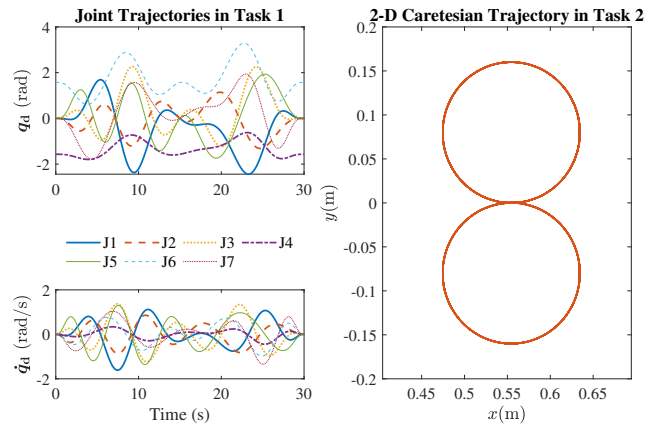 Joint Trajectories in Task 1
4
2
0
-2
q_d (rad)
0
10
20
30
J1
J2
J3
J4
J5
J6
J7
2
0
-2
q̇_d (rad/s)
0
10
20
30
Time (s)
2-D Caretesian Trajectory in Task 2
0.2
0.15
0.1
0.05
0
-0.05
-0.1
-0.15
-0.2
y(m)
0.45
0.5
0.55
0.6
0.65
x(m)